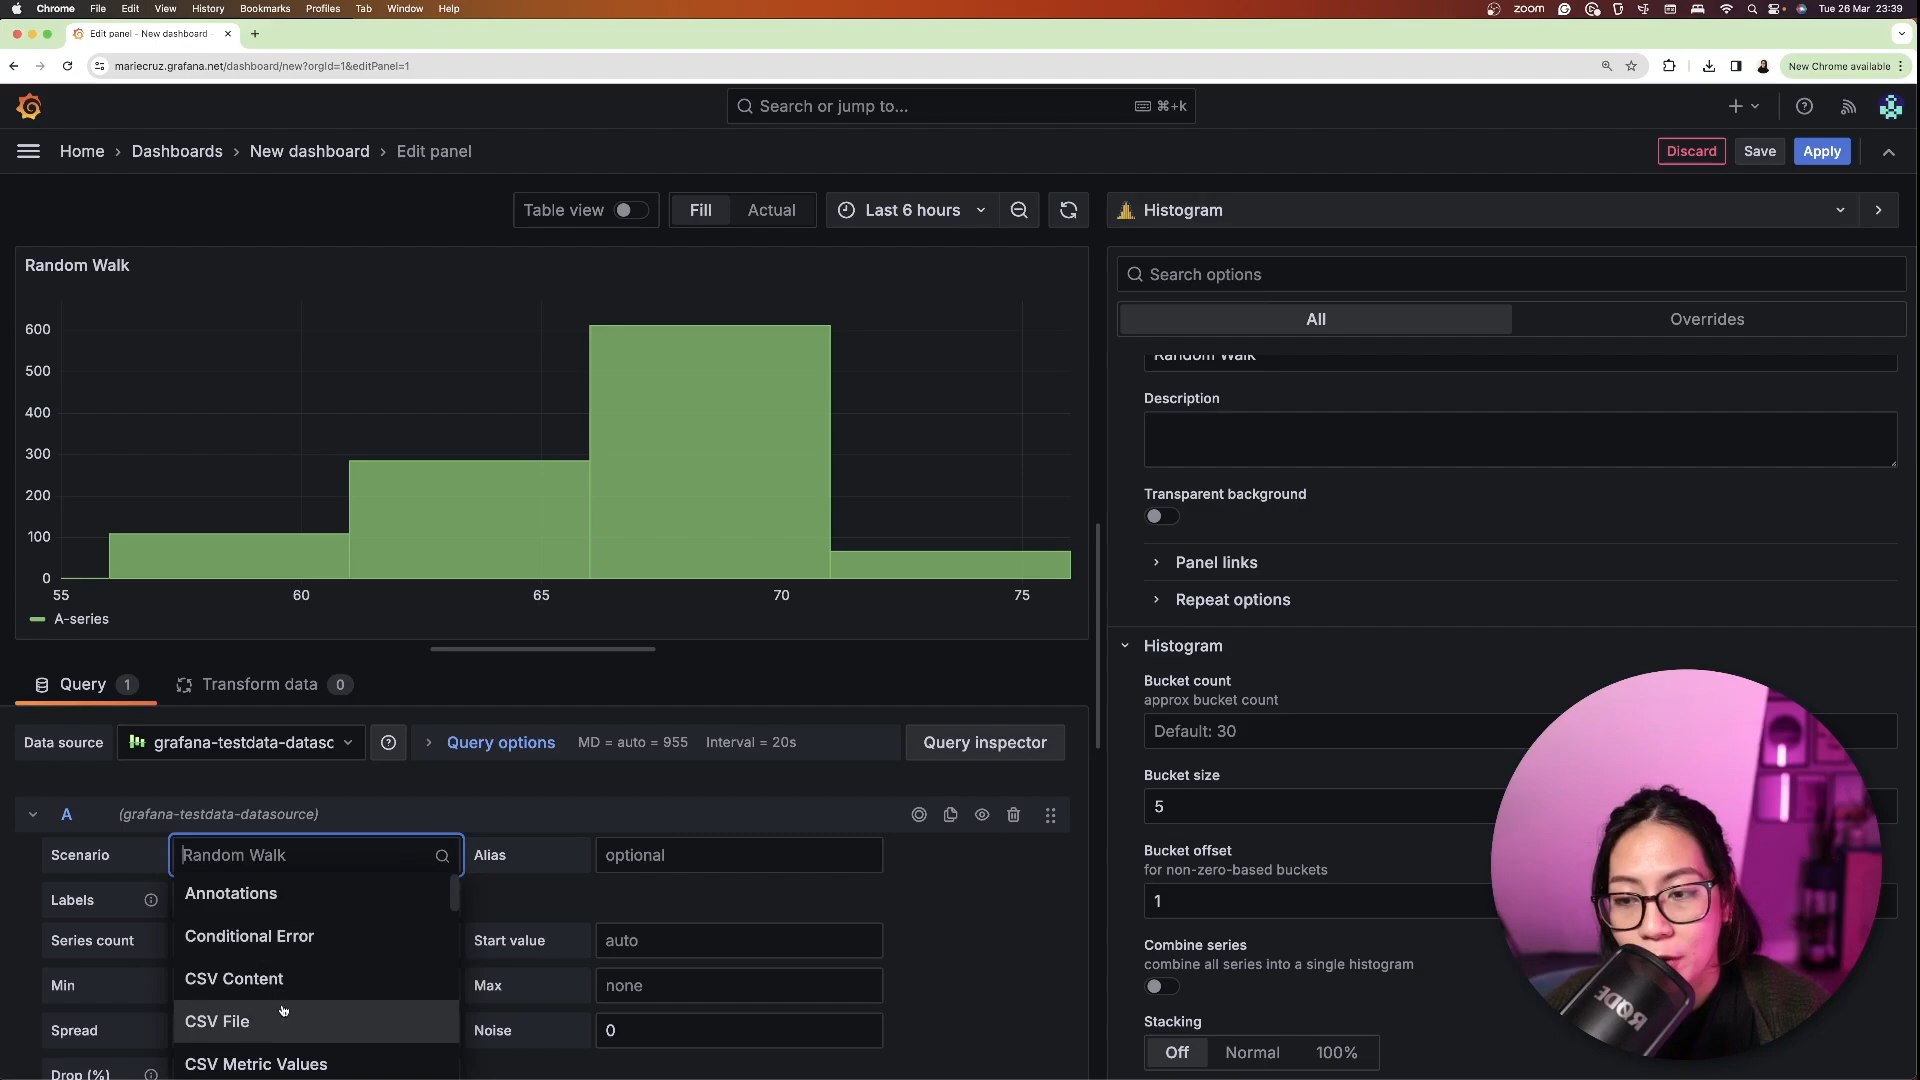 Chrome File Edit View History Bookmarks Profiles Tab Window Help
zoom
Tue 26 Mar 23:39
Edit panel - New dashboard -
mariecruz.grafana.net/dashboard/new?orgId=1&editPanel=1
New Chrome available
Search or jump to...
⌘+k
Home › Dashboards › New dashboard › Edit panel
Discard
Save
Apply
Table view
Fill
Actual
Last 6 hours
Histogram
Random Walk
600
500
400
300
200
100
0
55 60 65 70 75
A-series
Query 1
Transform data 0
Data source
grafana-testdata-datasc
Query options
MD = auto = 955
Interval = 20s
Query inspector
A
(grafana-testdata-datasource)
Scenario
Random Walk
Alias
optional
Annotations
Conditional Error
CSV Content
CSV File
CSV Metric Values
Labels
Series count
Start value
auto
Min
Max
none
Spread
Noise
0
Drop (%)
Search options
All
Overrides
Random Walk
Description
Transparent background
Panel links
Repeat options
Histogram
Bucket count
approx bucket count
Default: 30
Bucket size
5
Bucket offset
for non-zero-based buckets
1
Combine series
combine all series into a single histogram
Stacking
Off
Normal
100%
RØDE